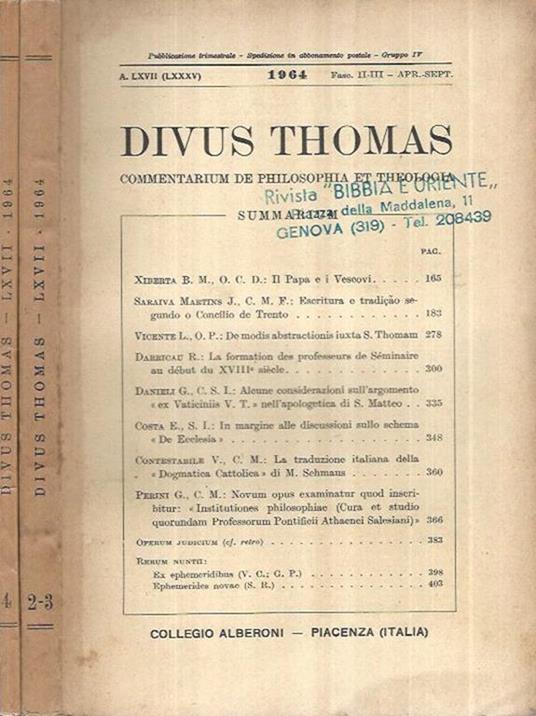 Pubblicazione trimestrale - Spedizione in abbonamento postale - Gruppo IV
A. LXVII (LXXXV) 1964 Fasc. II-III - APR.-SEPT.
DIVUS THOMAS
COMMENTARIUM DE PHILOSOPHIA ET THEOLOGIA
Rivista "BIBBIA E ORIENTE"
della Maddalena, 11
GENOVA (319) - Tel. 208439
SUMMARIUM
PAG.
XIBERTA B. M., O. C. D.: Il Papa e i Vescovi. . . . . 165
SARAIVA MARTINS J., C. M. F.: Escritura e tradição se-
gundo o Concílio de Trento . . . . . . . . . . . . 183
VICENTE L., O. P.: De modis abstractionis iuxta S. Thomam 278
DARRICAU R.: La formation des professeurs de Séminaire
au début du XVIIIe siècle. . . . . . . . . . . . . 300
DANIELI G., C. S. I.: Alcune considerazioni sull'argomento
« ex Vaticiniis V. T. » nell'apologetica di S. Matteo . . 335
COSTA E., S. I.: In margine alle discussioni sullo schema
« De Ecclesia » . . . . . . . . . . . . . . . . . 348
CONTESTABILE V., C. M.: La traduzione italiana della
« Dogmatica Cattolica » di M. Schmaus . . . . . . . 360
PERINI G., C. M.: Novum opus examinatur quod inscri-
bitur: « Institutiones philosophiae (Cura et studio
quorundam Professorum Pontificii Athaenei Salesiani) » 366
OPERUM JUDICIUM (cf. retro) . . . . . . . . . . . . 383
RERUM NUNTII:
Ex ephemeridibus (V. C.; G. P.) . . . . . . . . . . 398
Ephemerides novae (S. R.) . . . . . . . . . . . . . 403
COLLEGIO ALBERONI — PIACENZA (ITALIA)
DIVUS THOMAS - LXVII - 1964
4
DIVUS THOMAS - LXVII - 1964
2-3